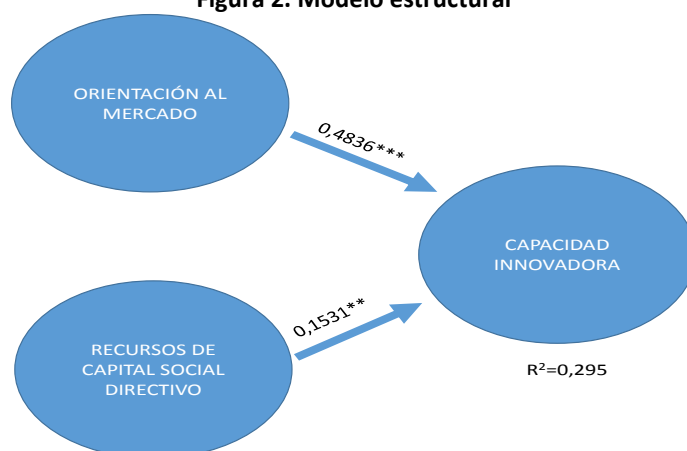 Figura 2. Modelo estructural
ORIENTACIÓN AL
MERCADO
0,4836***
CAPACIDAD
INNOVADORA
0,1531**
RECURSOS DE
CAPITAL SOCIAL
DIRECTIVO
R²=0,295